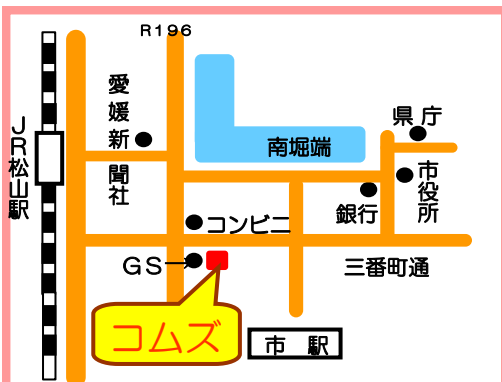 R196
愛媛新聞社
県庁
JR松山駅
南堀端
市役所
銀行
コンビニ
GS
三番町通
コムズ
市駅